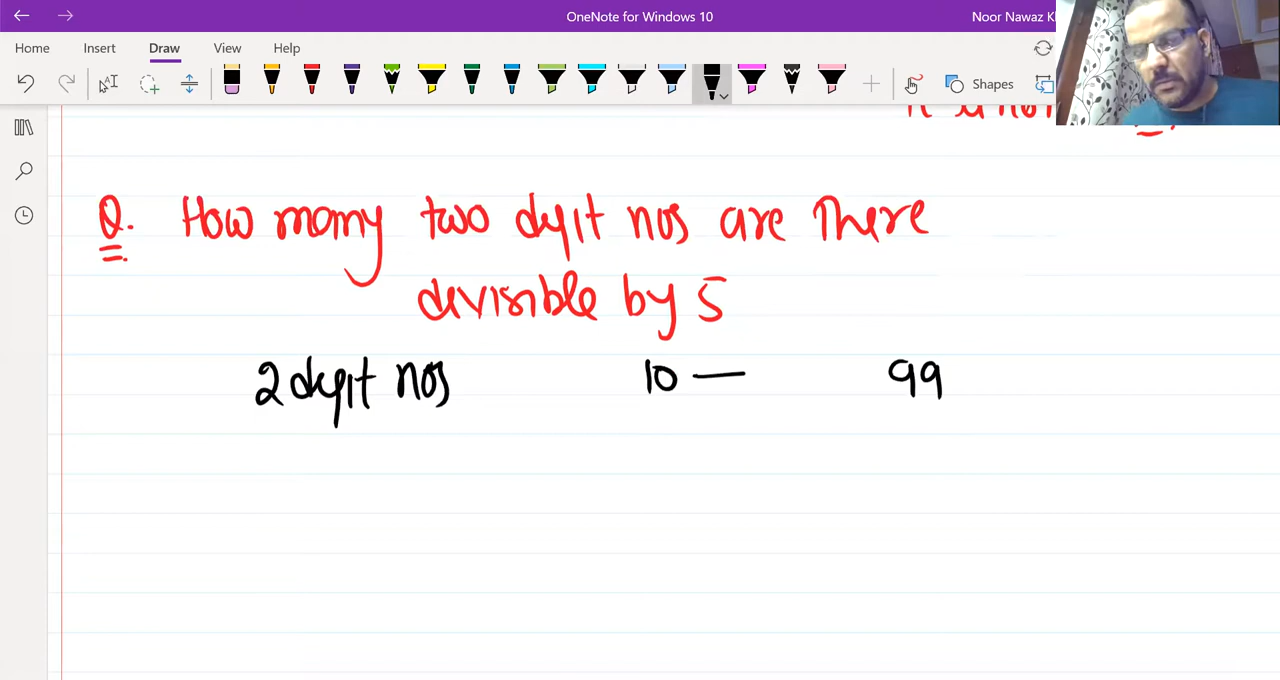 OneNote for Windows 10
Noor Nawaz Kh
Home Insert Draw View Help
Shapes
Q. How many two digit nos are there
divisible by 5
2 digit nos 10 — 99